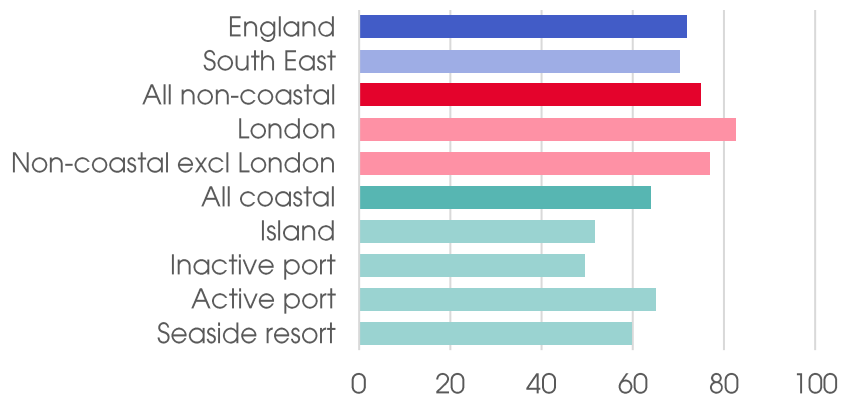 England
South East
All non-coastal
London
Non-coastal excl London
All coastal
Island
Inactive port
Active port
Seaside resort
0 20 40 60 80 100